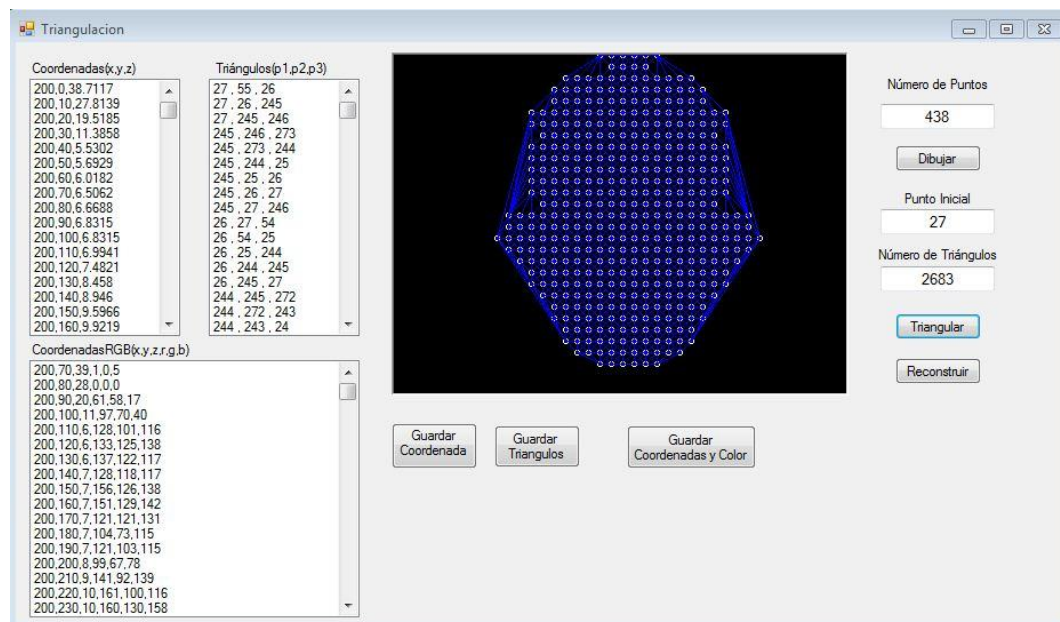 Triangulacion
Coordenadas(x,y,z)
200,0,38.7117
200,10,27.8139
200,20,19.5185
200,30,11.3858
200,40,5.5302
200,50,5.6929
200,60,6.0182
200,70,6.5062
200,80,6.6688
200,90,6.8315
200,100,6.8315
200,110,6.9941
200,120,7.4821
200,130,8.458
200,140,8.946
200,150,9.5966
200,160,9.9219
Triángulos(p1,p2,p3)
27 , 55 , 26
27 , 26 , 245
27 , 245 , 246
245 , 246 , 273
245 , 273 , 244
245 , 244 , 25
245 , 25 , 26
245 , 26 , 27
245 , 27 , 246
26 , 27 , 54
26 , 54 , 25
26 , 25 , 244
26 , 244 , 245
26 , 245 , 27
244 , 245 , 272
244 , 272 , 243
244 , 243 , 24
CoordenadasRGB(x,y,z,r,g,b)
200,70,39,1,0,5
200,80,28,0,0,0
200,90,20,61,58,17
200,100,11,97,70,40
200,110,6,128,101,116
200,120,6,133,125,138
200,130,6,137,122,117
200,140,7,128,118,117
200,150,7,156,126,138
200,160,7,151,129,142
200,170,7,121,121,131
200,180,7,104,73,115
200,190,7,121,103,115
200,200,8,99,67,78
200,210,9,141,92,139
200,220,10,161,100,116
200,230,10,160,130,158
Número de Puntos
438
Dibujar
Punto Inicial
27
Número de Triángulos
2683
Triangular
Reconstruir
Guardar
Coordenada
Guardar
Triangulos
Guardar
Coordenadas y Color